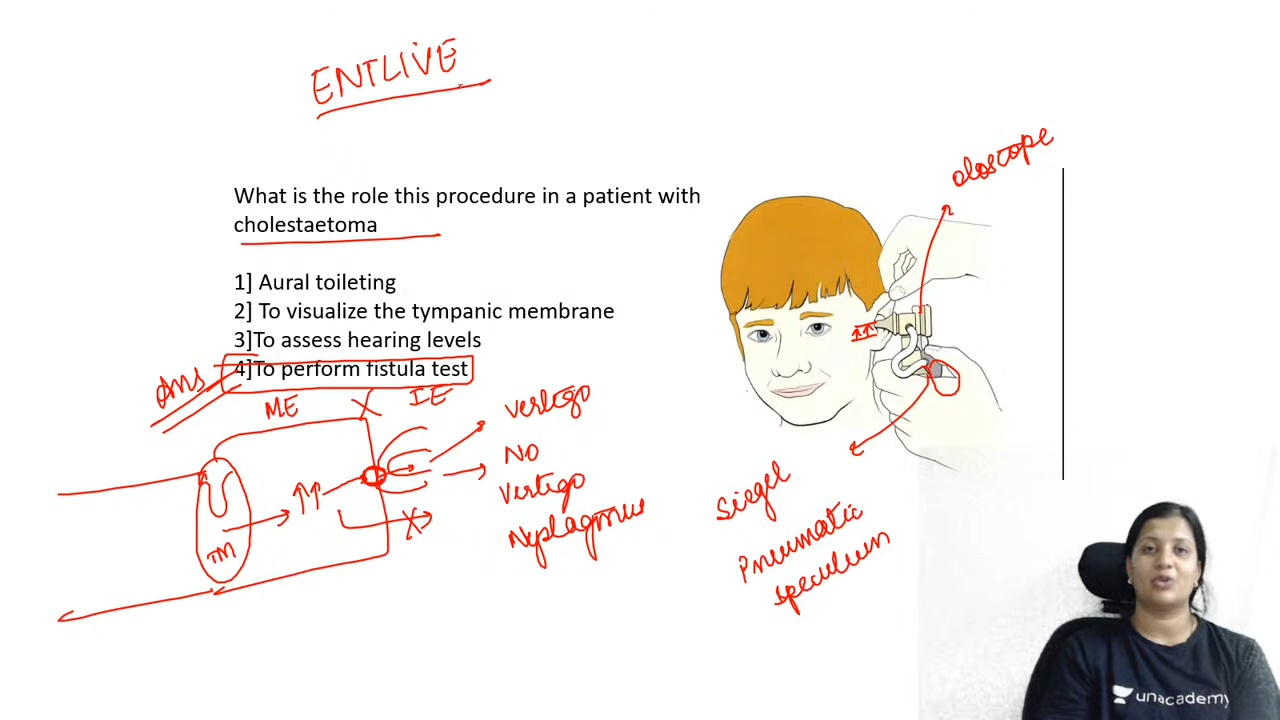 ENTLIVE
otoscope
What is the role this procedure in a patient with
cholestaetoma
1] Aural toileting
2] To visualize the tympanic membrane
3]To assess hearing levels
4]To perform fistula test
Ans
ME
IE
vertigo
NO
vertigo
Nystagmus
TM
Siegel
Pneumatic
speculum
unacademy